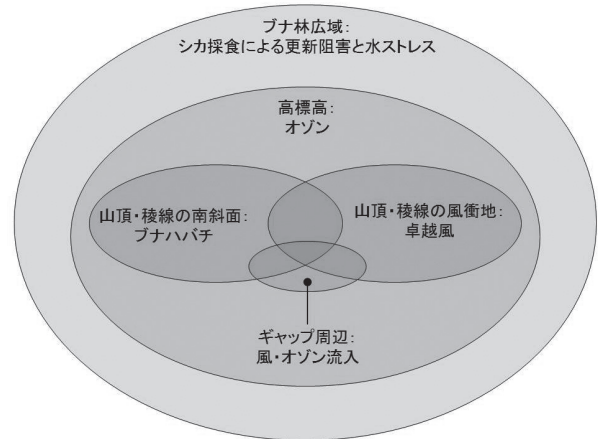 ブナ林広域:
シカ採食による更新阻害と水ストレス
高標高:
オゾン
山頂・稜線の南斜面:
ブナハバチ
山頂・稜線の風衝地:
卓越風
ギャップ周辺:
風・オゾン流入